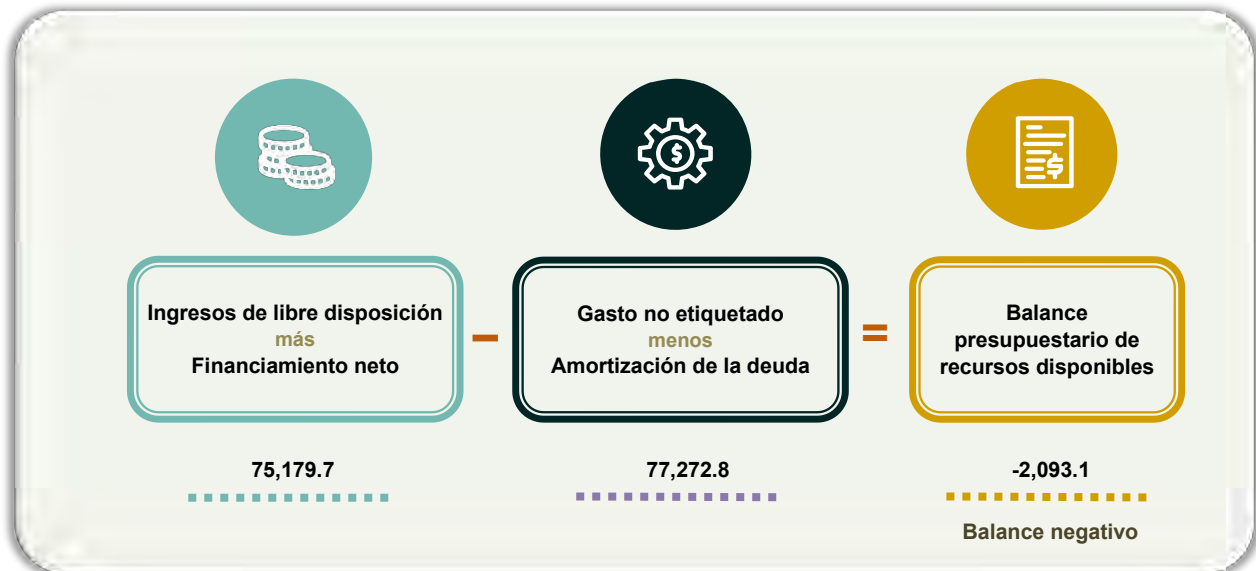 Ingresos de libre disposición
más
Financiamiento neto
–
Gasto no etiquetado
menos
Amortización de la deuda
=
Balance
presupuestario de
recursos disponibles
75,179.7
77,272.8
-2,093.1
Balance negativo